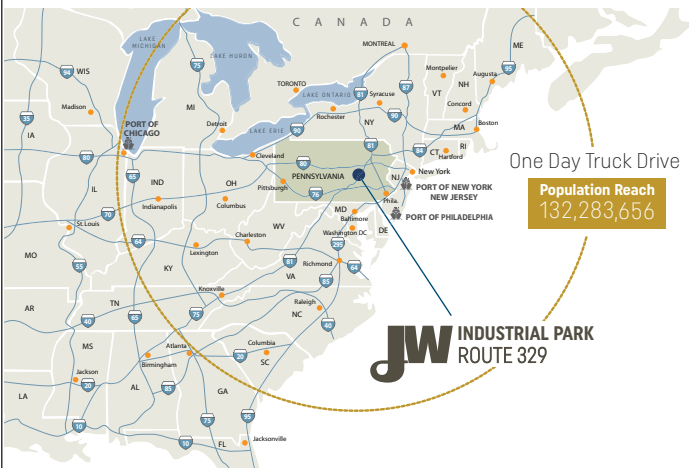 CANADA
LAKE
MICHIGAN
LAKE HURON
MONTREAL
ME
95
94
WIS
75
Montpelier
Augusta
TORONTO
LAKE ONTARIO
81
Syracuse
87
VT
NH
Madison
MI
Concord
35
PORT OF
CHICAGO
Detroit
Rochester
NY
90
MA
Boston
IA
LAKE ERIE
90
81
84
CT
RI
Hartford
80
Cleveland
80
One Day Truck Drive
65
IND
OH
Pittsburgh
PENNSYLVANIA
New York
IL
76
NJ
PORT OF NEW YORK
NEW JERSEY
Population Reach
132,283,656
Indianapolis
Columbus
Phila.
70
MD
Baltimore
PORT OF PHILADELPHIA
St.Louis
WV
Washington DC
DE
64
Charleston
295
MO
Lexington
55
KY
81
Richmond
64
VA
85
Knoxville
TN
Raleigh
AR
75
NC
40
65
40
JW
INDUSTRIAL PARK
ROUTE 329
MS
Atlanta
Columbia
20
Birmingham
SC
Jackson
20
AL
85
GA
LA
75
95
10
10
FL
Jacksonville